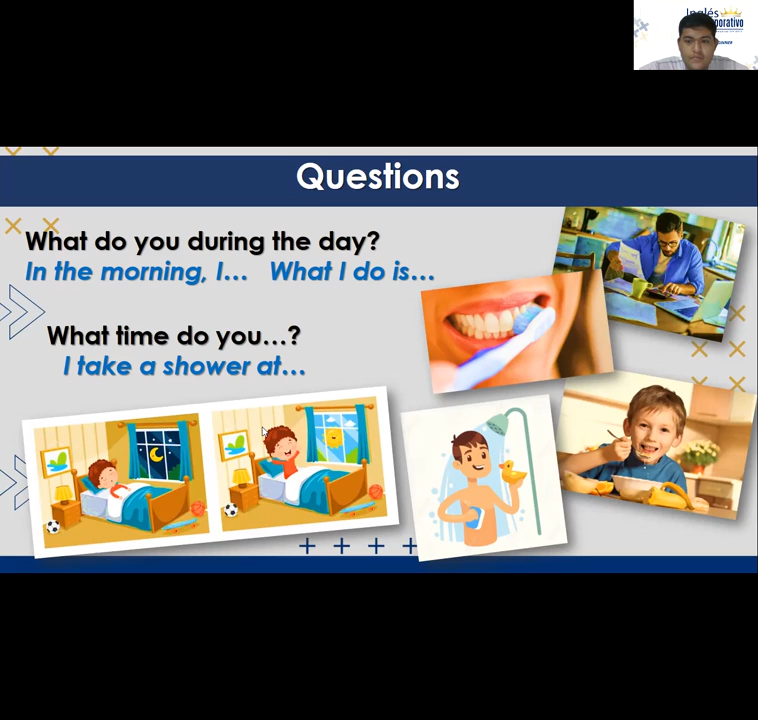 Inglés
Questions
What do you during the day?
In the morning, I... What I do is...
What time do you...?
I take a shower at...